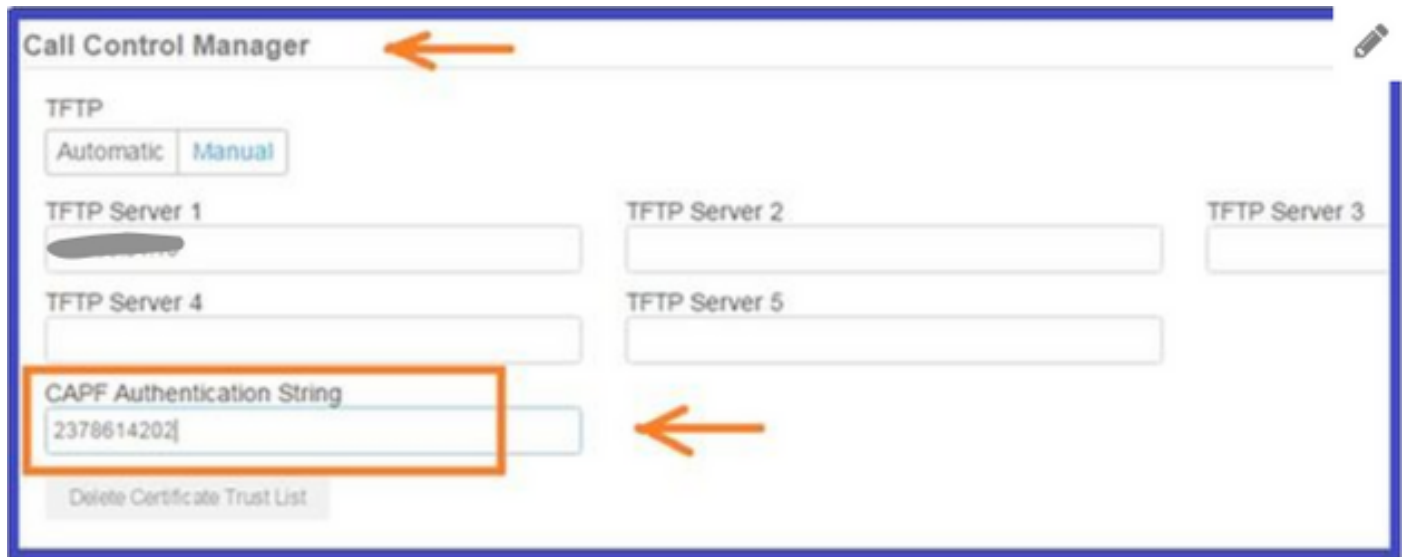 Call Control Manager
TFTP
Automatic Manual
TFTP Server 1 TFTP Server 2 TFTP Server 3
TFTP Server 4 TFTP Server 5
CAPF Authentication String
2378614202
Delete Certificate Trust List